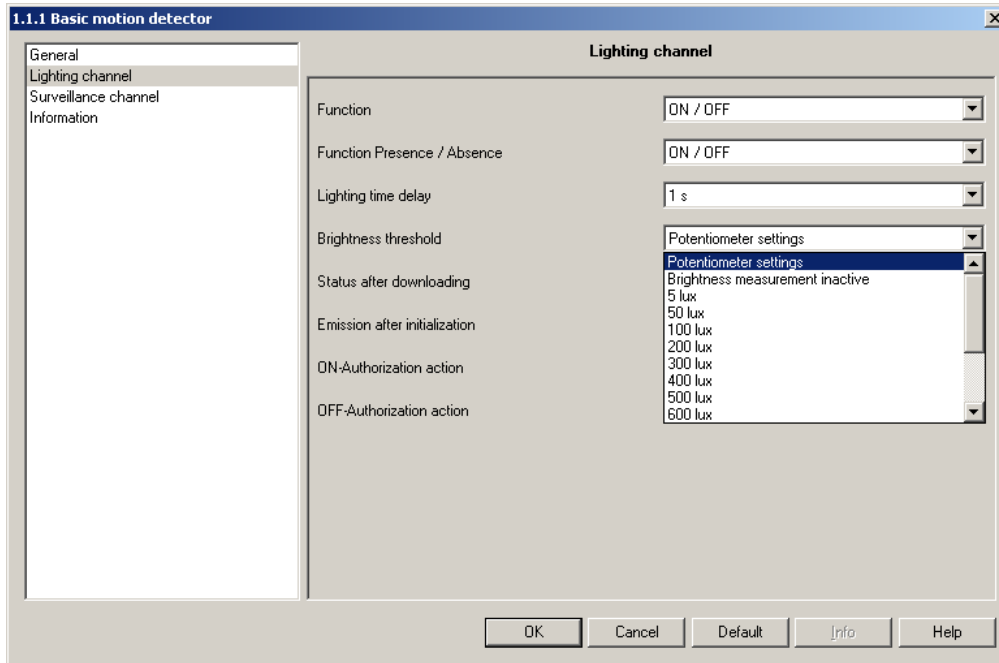 1.1.1 Basic motion detector
General
Lighting channel
Surveillance channel
Information
Lighting channel
Function
ON / OFF
Function Presence / Absence
ON / OFF
Lighting time delay
1 s
Brightness threshold
Potentiometer settings
Potentiometer settings
Brightness measurement inactive
5 lux
50 lux
100 lux
200 lux
300 lux
400 lux
500 lux
600 lux
Status after downloading
Emission after initialization
ON-Authorization action
OFF-Authorization action
OK
Cancel
Default
Info
Help